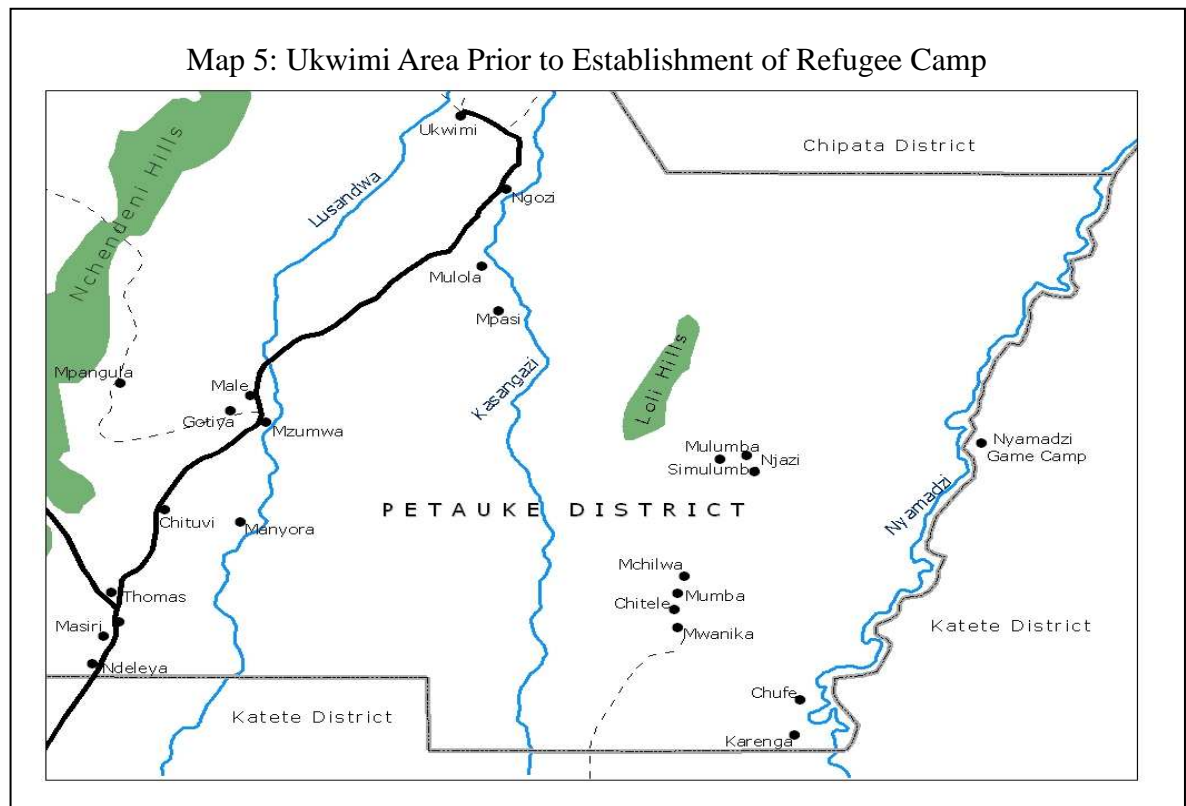 Map 5: Ukwimi Area Prior to Establishment of Refugee Camp
Ukwimi
Chipata District
Nchendeni Hills
Lusandwa
Ngozi
Mulola
Mpasi
Loli Hills
Kasangazi
Mpangula
Male
Gotiya
Mzumwa
Mulumba
Njazi
Simulumb
Nyamadzi
Game Camp
Nyamadzi
PETAUKE DISTRICT
Chituvi
Manyora
Mchilwa
Thomas
Mumba
Chitele
Masiri
Mwanika
Katete District
Ndeleya
Chufe
Katete District
Karenga